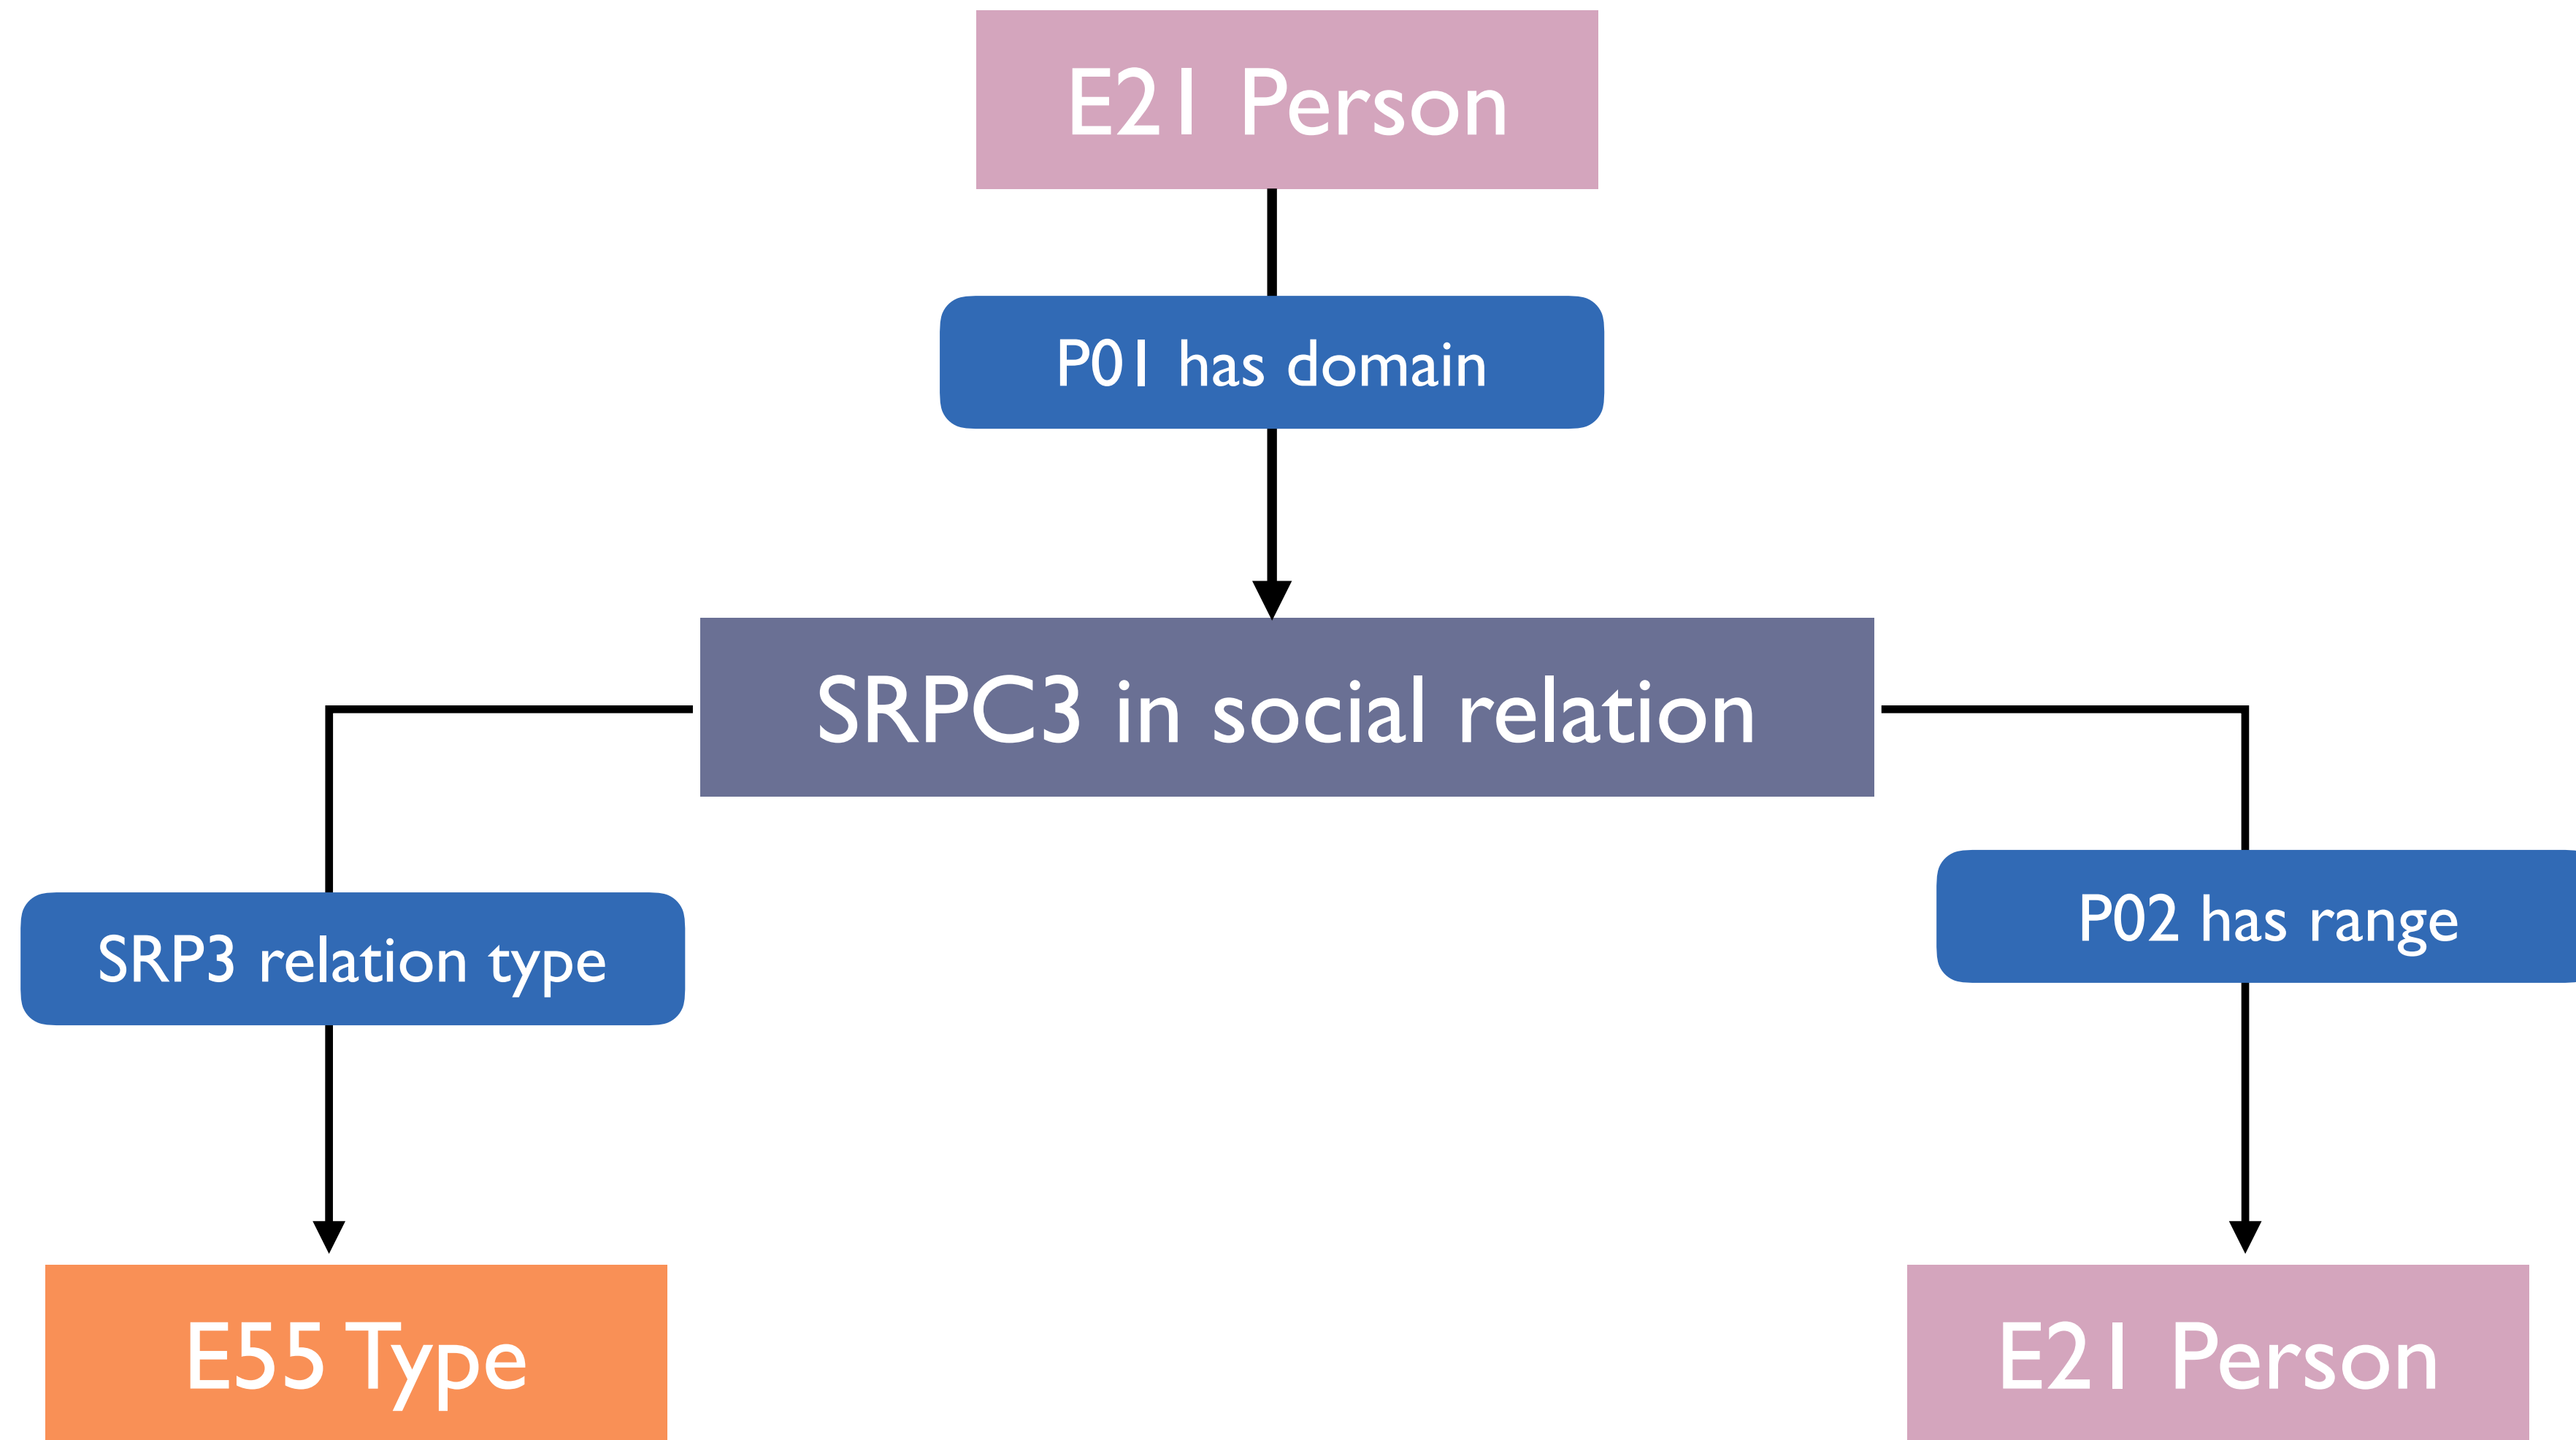 E21 Person
P01 has domain
SRPC3 in social relation
SRP3 relation type
P02 has range
E55 Type
E21 Person